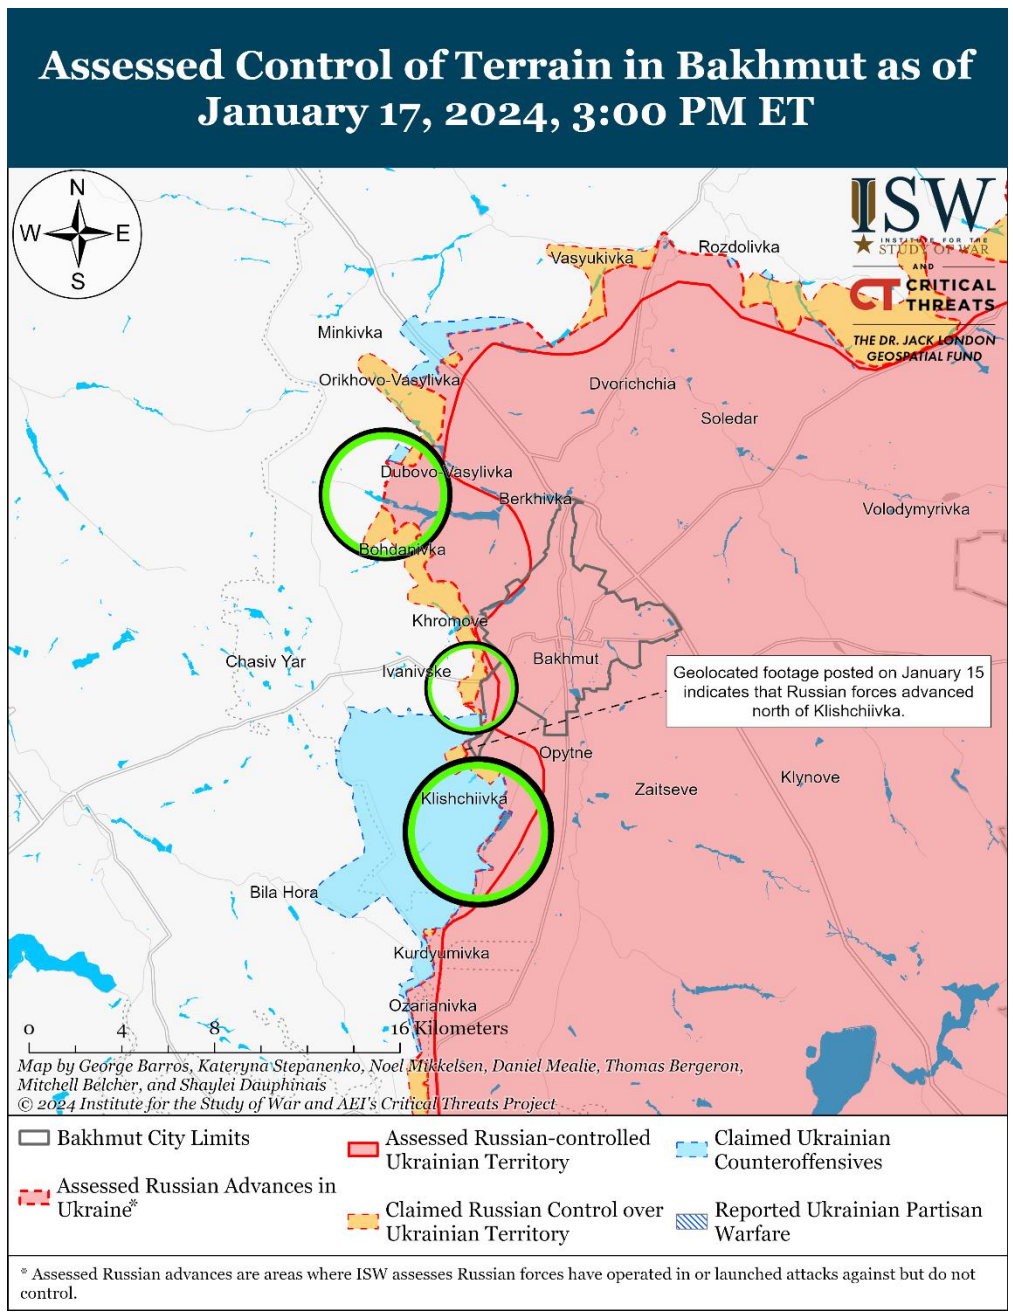 Assessed Control of Terrain in Bakhmut as of
January 17, 2024, 3:00 PM ET
N
W
E
S
ISW
INSTITUTE FOR THE
STUDY OF WAR
AND
CT CRITICAL
THREATS
THE DR. JACK LONDON
GEOSPATIAL FUND
Rozdolivka
Vasyukivka
Minkivka
Orikhovo-Vasylivka
Dvorichchia
Soledar
Dubovo-Vasylivka
Berkhivka
Volodymyrivka
Bohdanivka
Khromove
Chasiv Yar
Ivanivske
Bakhmut
Geolocated footage posted on January 15
indicates that Russian forces advanced
north of Klishchiivka.
Opytne
Klynove
Zaitseve
Klishchiivka
Bila Hora
Kurdyumivka
Ozarianivka
0 4 8 16 Kilometers
Map by George Barros, Kateryna Stepanenko, Noel Mikkelsen, Daniel Mealie, Thomas Bergeron,
Mitchell Belcher, and Shaylei Dauphinais
© 2024 Institute for the Study of War and AEI's Critical Threats Project
Bakhmut City Limits
Assessed Russian Advances in
Ukraine*
Assessed Russian-controlled
Ukrainian Territory
Claimed Russian Control over
Ukrainian Territory
Claimed Ukrainian
Counteroffensives
Reported Ukrainian Partisan
Warfare
* Assessed Russian advances are areas where ISW assesses Russian forces have operated in or launched attacks against but do not
control.